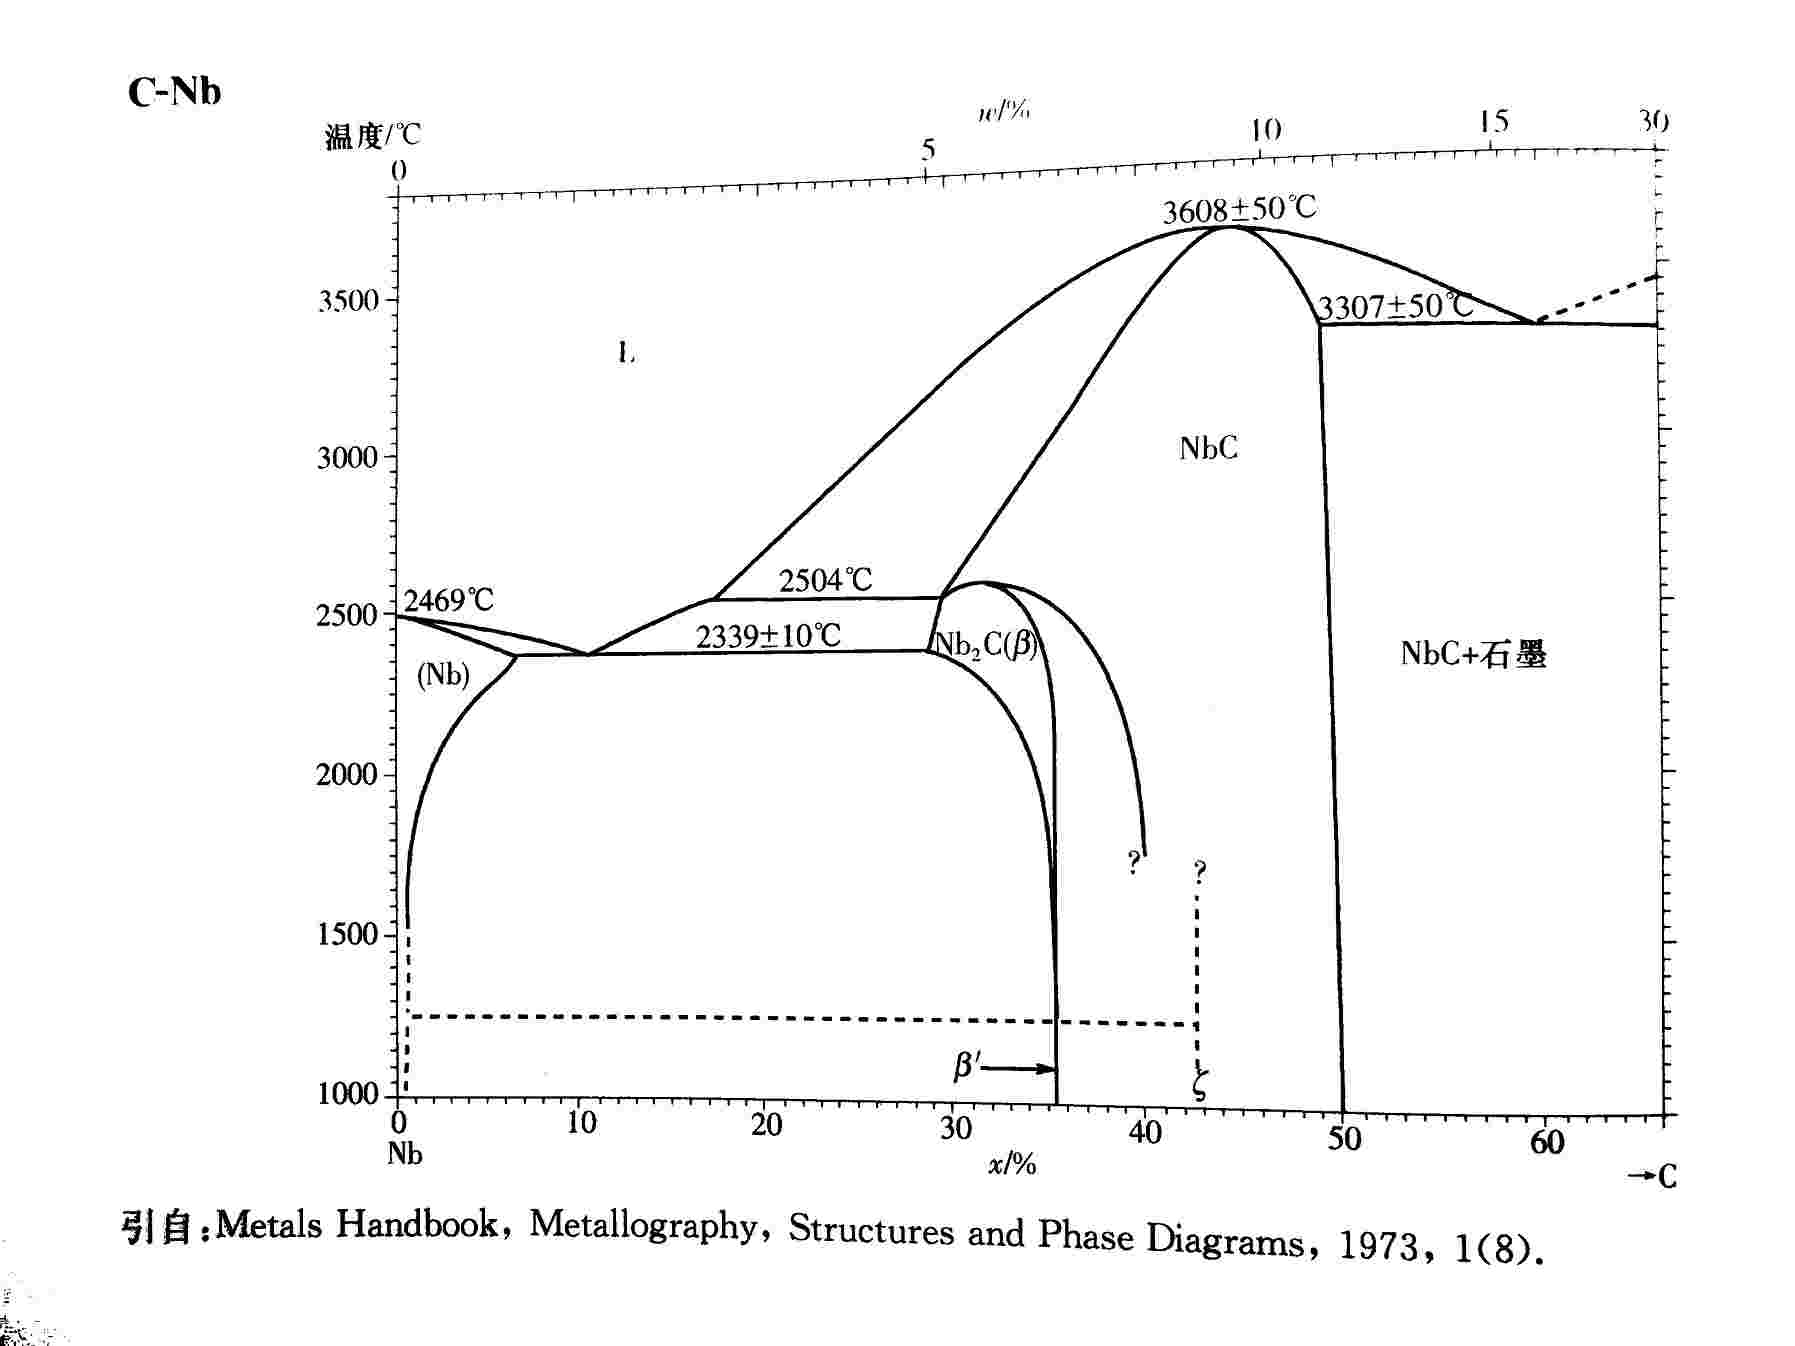 C-Nb
w/%
温度/℃
0 5 10 15 30
3608±50℃
3500
3307±50℃
L
3000
NbC
2504℃
2469℃
2500
2339±10℃
Nb₂C(β)
(Nb)
NbC+石墨
2000
? ?
1500
β′
ζ
1000
0 10 20 30 40 50 60
Nb
x/%
→C
引自:Metals Handbook, Metallography, Structures and Phase Diagrams, 1973, 1(8).